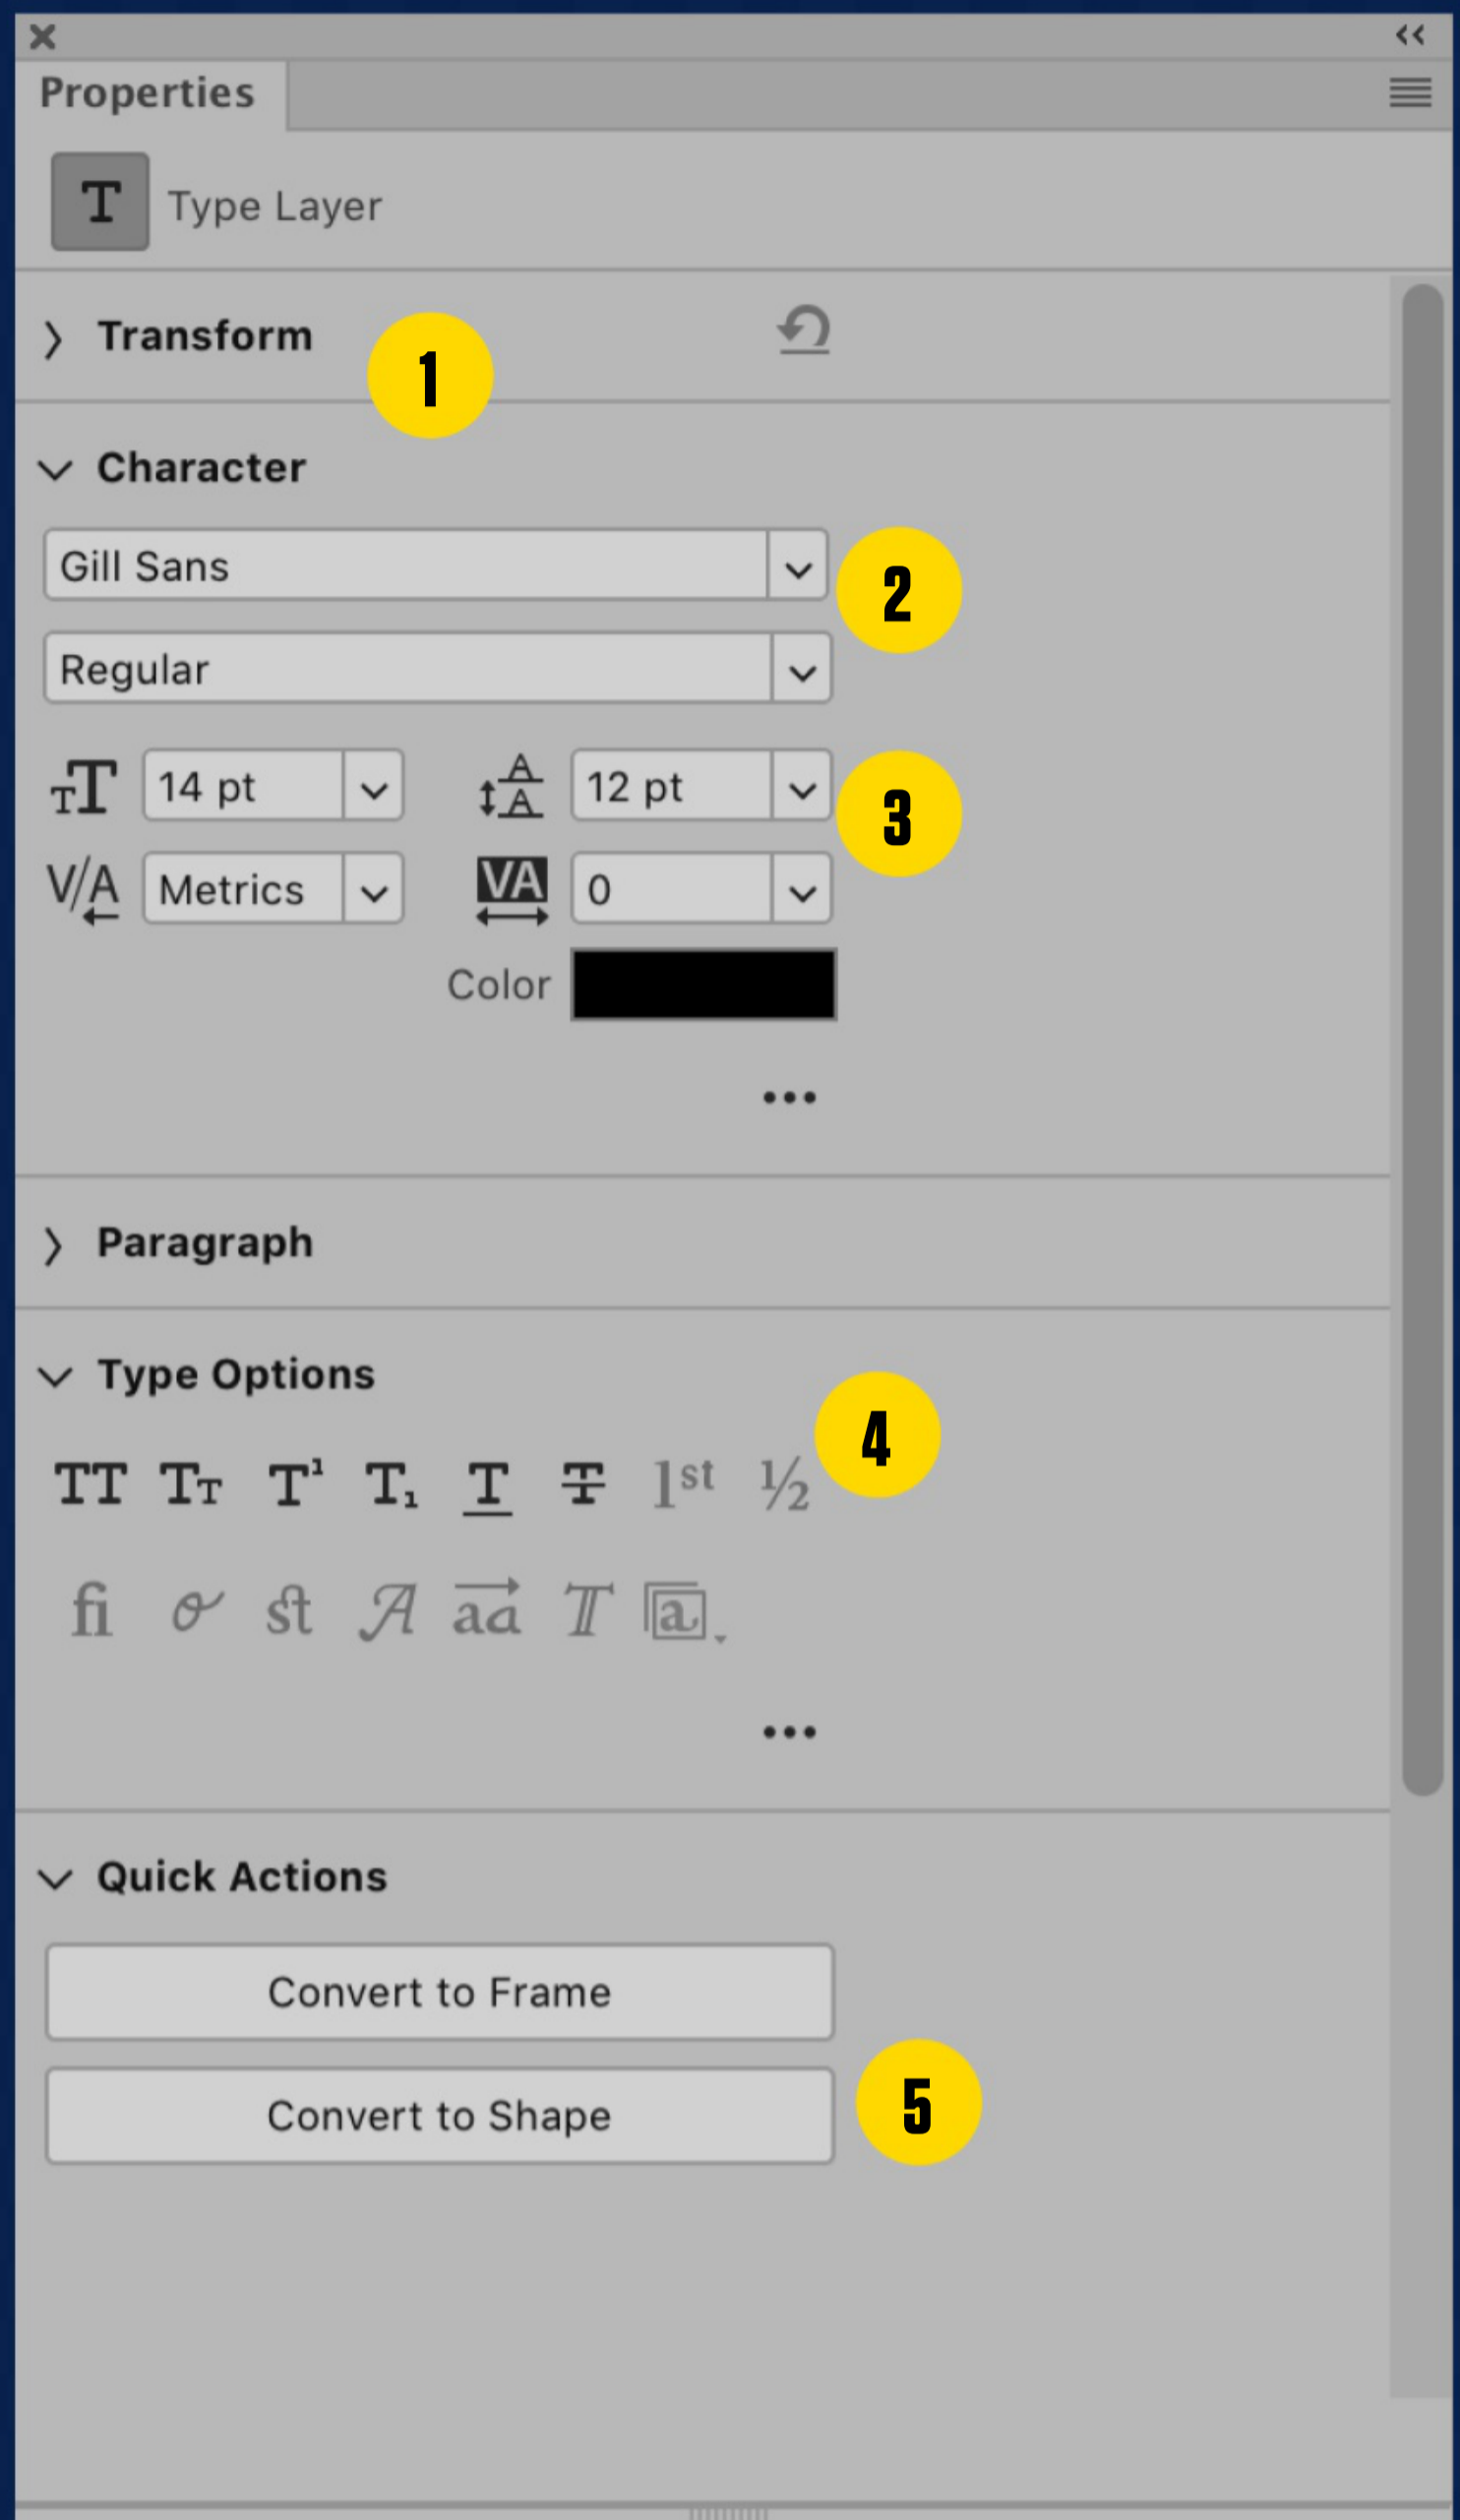 Properties
T Type Layer
Transform
1
Character
Gill Sans
2
Regular
14 pt
12 pt
3
Metrics
0
Color
Paragraph
Type Options
4
TT Tт T¹ T₁ T T 1st ½
fi o st A aa T a
Quick Actions
Convert to Frame
Convert to Shape
5